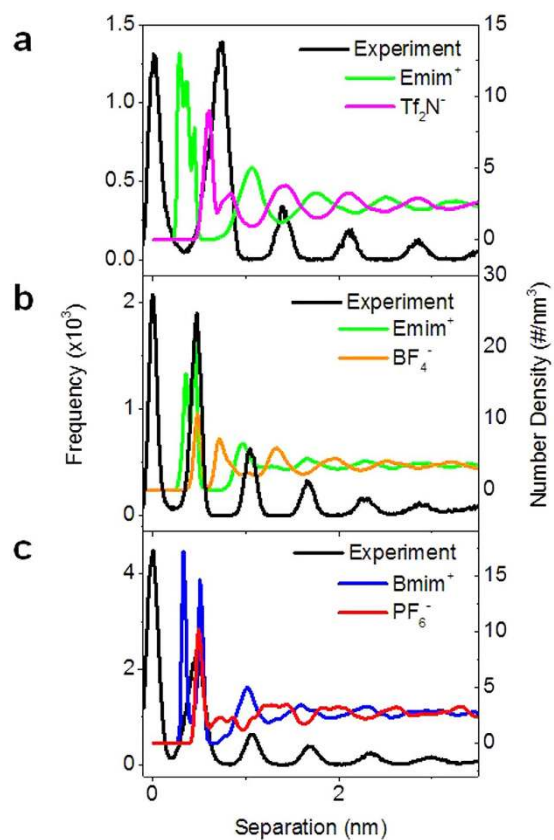 a
1.5
1.0
0.5
0.0
15
10
5
0
Experiment
Emim+
Tf2N-
b
2
1
0
30
20
10
0
Experiment
Emim+
BF4-
c
4
2
0
15
10
5
0
Experiment
Bmim+
PF6-
0
2
Frequency (x10³)
Number Density (#/nm³)
Separation (nm)